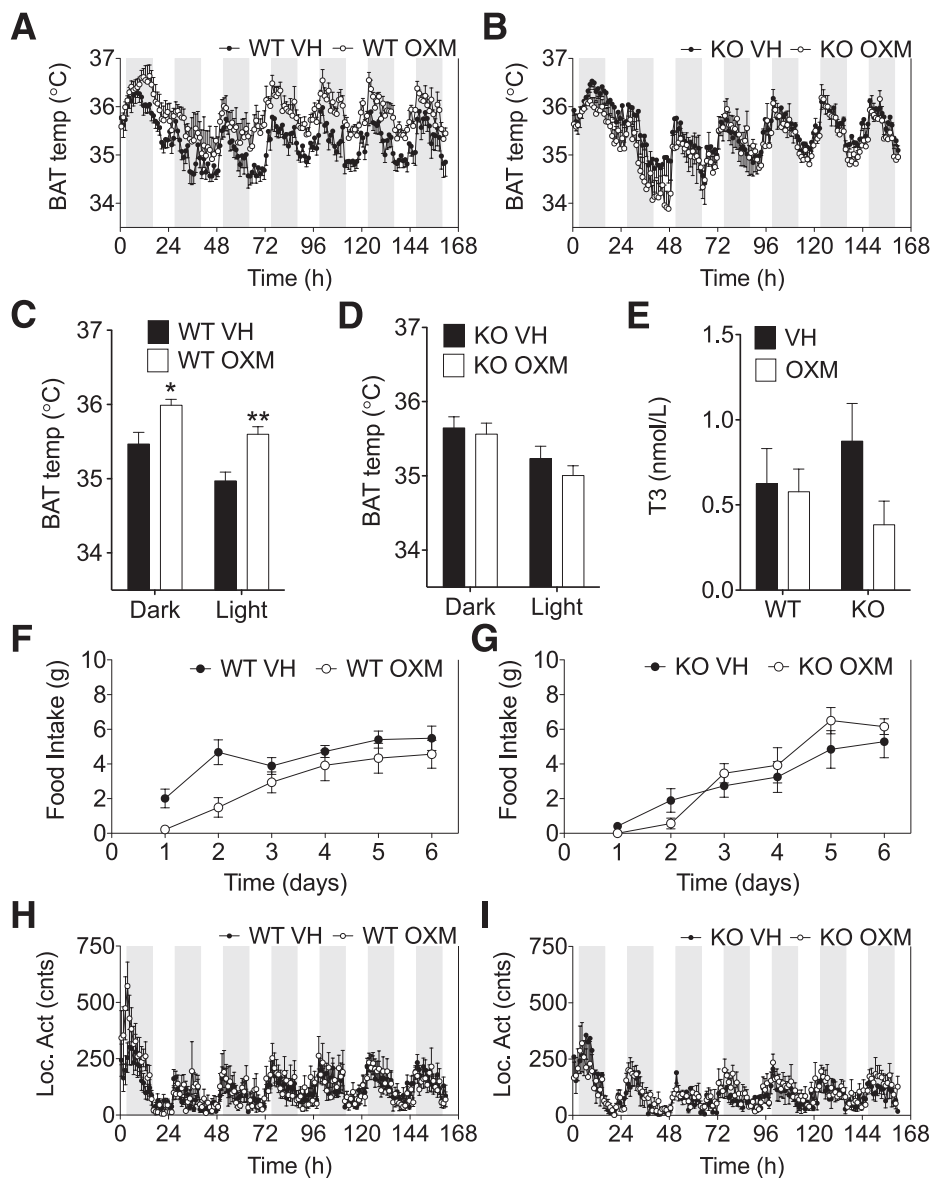 A
WT VH WT OXM
BAT temp (°C)
37
36
35
34
0 24 48 72 96 120 144 168
Time (h)
B
KO VH KO OXM
BAT temp (°C)
37
36
35
34
0 24 48 72 96 120 144 168
Time (h)
C
WT VH
WT OXM
BAT temp (°C)
37
36
35
34
* **
Dark Light
D
KO VH
KO OXM
BAT temp (°C)
37
36
35
34
Dark Light
E
VH
OXM
T3 (nmol/L)
1.5
1.0
0.5
0.0
WT KO
F
WT VH WT OXM
Food Intake (g)
10
8
6
4
2
0
0 1 2 3 4 5 6
Time (days)
G
KO VH KO OXM
Food Intake (g)
10
8
6
4
2
0
0 1 2 3 4 5 6
Time (days)
H
WT VH WT OXM
Loc. Act (cnts)
750
500
250
0
0 24 48 72 96 120 144 168
Time (h)
I
KO VH KO OXM
Loc. Act (cnts)
750
500
250
0
0 24 48 72 96 120 144 168
Time (h)